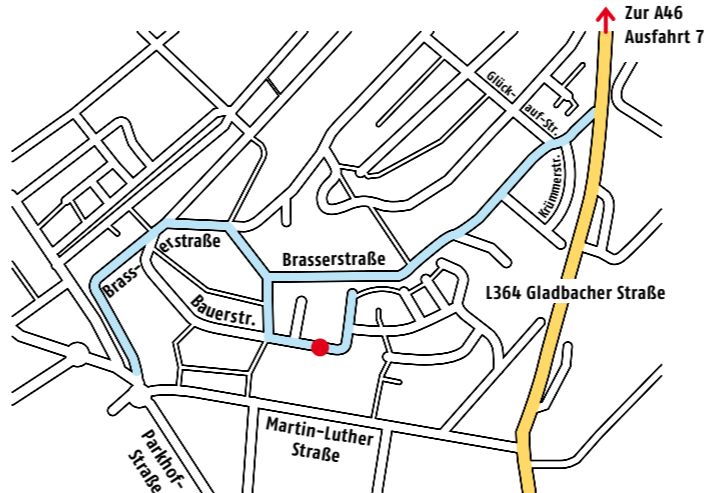 Zur A46
Ausfahrt 7
Glück-
auf-Str.
Krümmerstr.
Brass-
erstraße
Brasserstraße
Bauerstr.
L364 Gladbacher Straße
Martin-Luther
Straße
Parkhof-
Straße